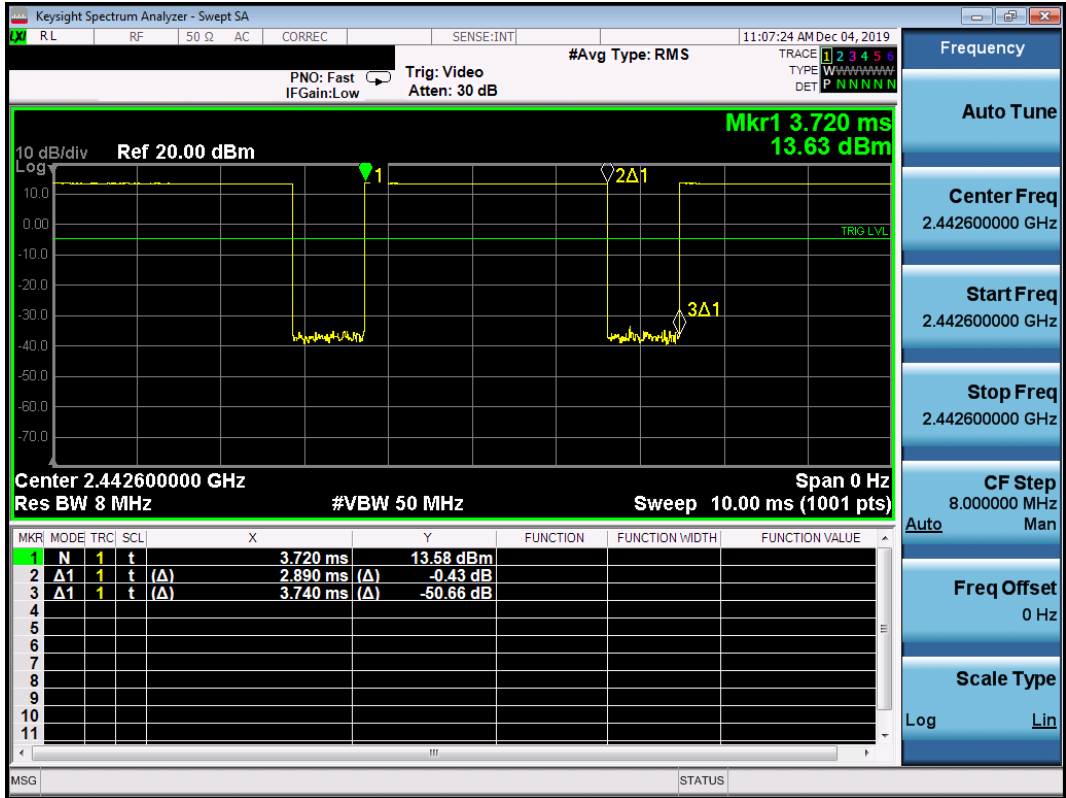 Keysight Spectrum Analyzer - Swept SA
LXI RL RF 50 Ω AC CORREC SENSE:INT 11:07:24 AM Dec 04, 2019
#Avg Type: RMS
TRACE 1 2 3 4 5 6
TYPE WWWWWW
DET P N N N N N
PNO: Fast
IFGain:Low
Trig: Video
Atten: 30 dB
Mkr1 3.720 ms
13.63 dBm
10 dB/div Ref 20.00 dBm
Log
1
2Δ1
3Δ1
TRIG LVL
10.0
0.00
-10.0
-20.0
-30.0
-40.0
-50.0
-60.0
-70.0
Center 2.442600000 GHz Span 0 Hz
Res BW 8 MHz #VBW 50 MHz Sweep 10.00 ms (1001 pts)
MKR MODE TRC SCL X Y FUNCTION FUNCTION WIDTH FUNCTION VALUE
1 N 1 t 3.720 ms 13.58 dBm
2 Δ1 1 t (Δ) 2.890 ms (Δ) -0.43 dB
3 Δ1 1 t (Δ) 3.740 ms (Δ) -50.66 dB
4
5
6
7
8
9
10
11
MSG STATUS
Frequency
Auto Tune
Center Freq
2.442600000 GHz
Start Freq
2.442600000 GHz
Stop Freq
2.442600000 GHz
CF Step
8.000000 MHz
Auto Man
Freq Offset
0 Hz
Scale Type
Log Lin